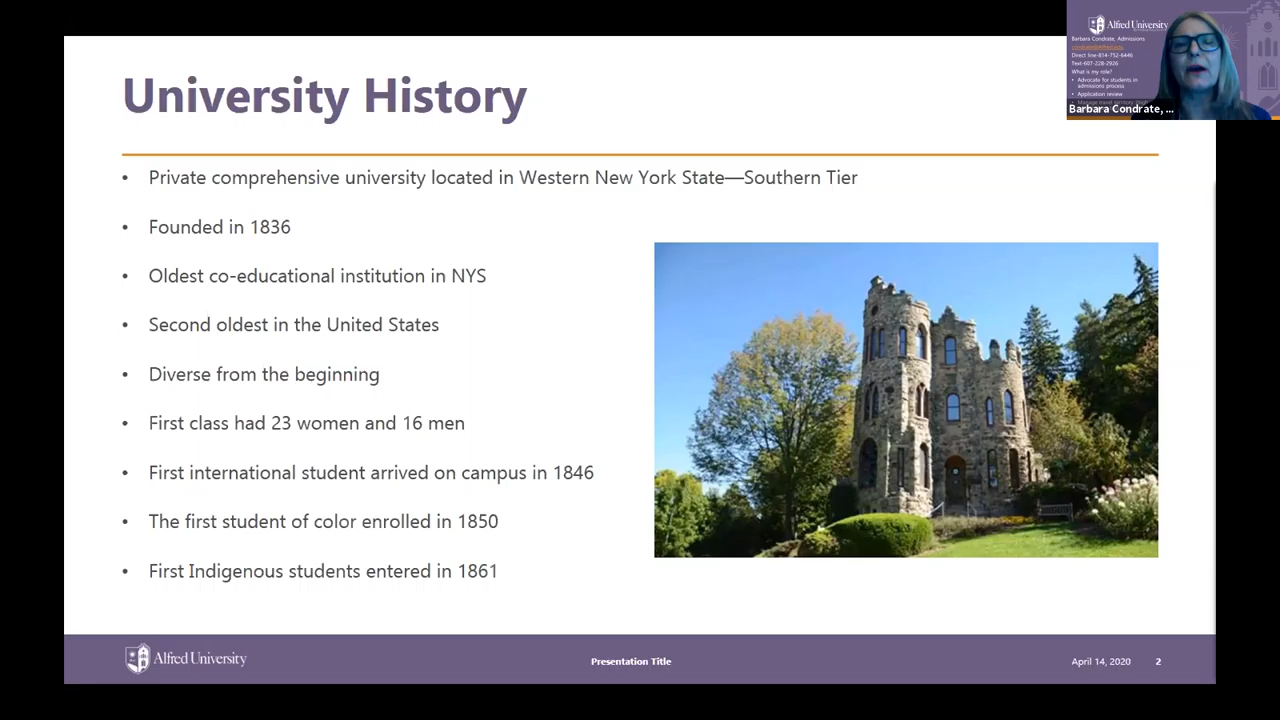 University History
• Private comprehensive university located in Western New York State—Southern Tier
• Founded in 1836
• Oldest co-educational institution in NYS
• Second oldest in the United States
• Diverse from the beginning
• First class had 23 women and 16 men
• First international student arrived on campus in 1846
• The first student of color enrolled in 1850
• First Indigenous students entered in 1861
Alfred University
Presentation Title
April 14, 2020
2
Alfred University
Barbara Condrate, Admissions
Direct line-814-752-6446
Text-607-228-2926
What is my role?
• Advocate for students in
admissions process
• Application review
Barbara Condrate, ...